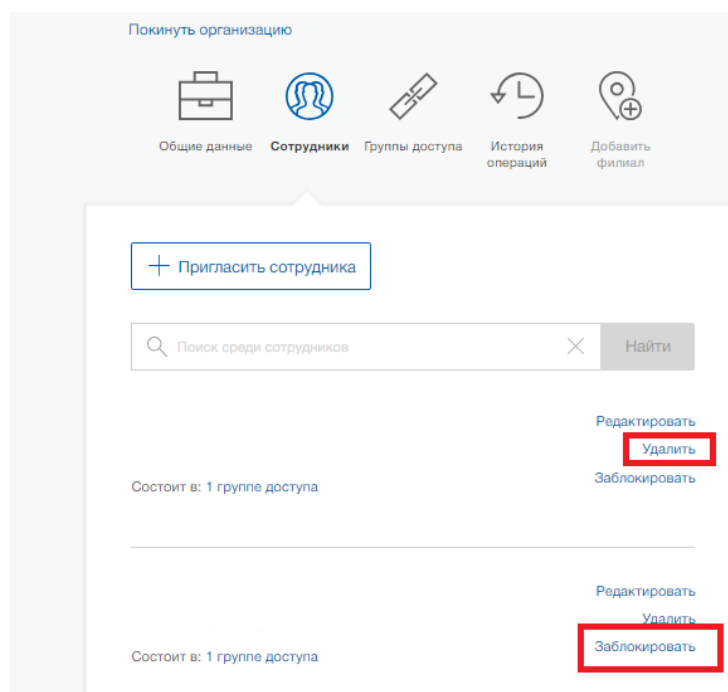 Покинуть организацию
Общие данные
Сотрудники
Группы доступа
История
операций
Добавить
филиал
Пригласить сотрудника
Поиск среди сотрудников
Найти
Редактировать
Удалить
Заблокировать
Состоит в: 1 группе доступа
Редактировать
Удалить
Заблокировать
Состоит в: 1 группе доступа